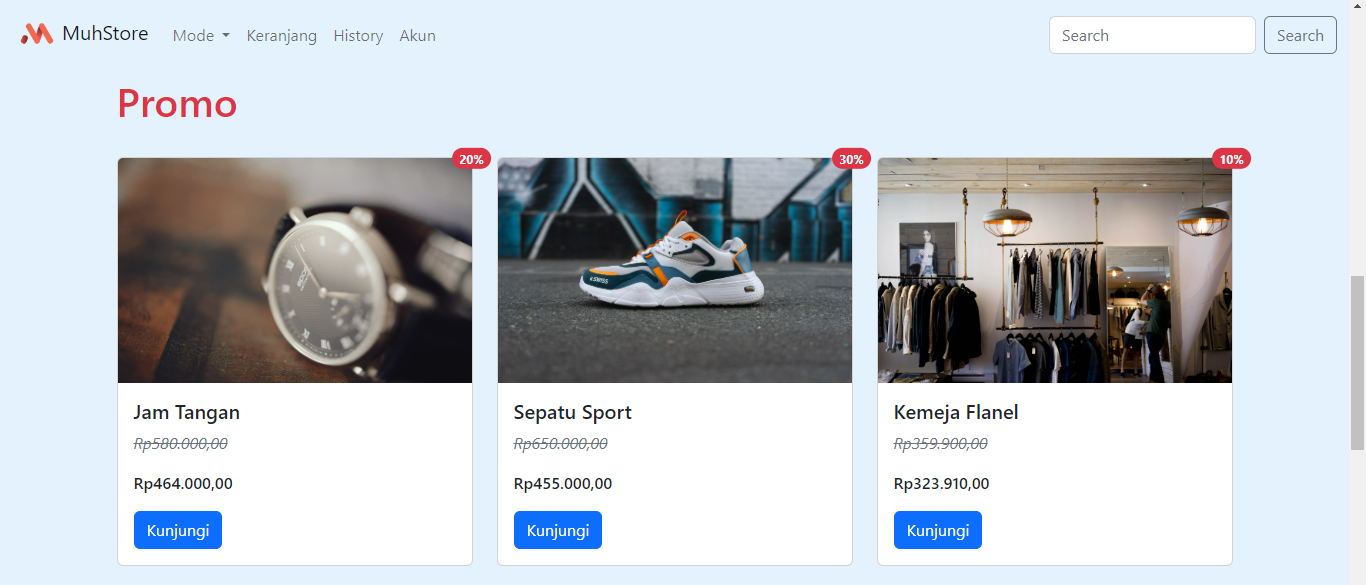 MuhStore Mode Keranjang History Akun Search Search
Promo
20% 30% 10%
K·SWISS
Jam Tangan Sepatu Sport Kemeja Flanel
Rp580.000,00 Rp650.000,00 Rp359.900,00
Rp464.000,00 Rp455.000,00 Rp323.910,00
Kunjungi Kunjungi Kunjungi